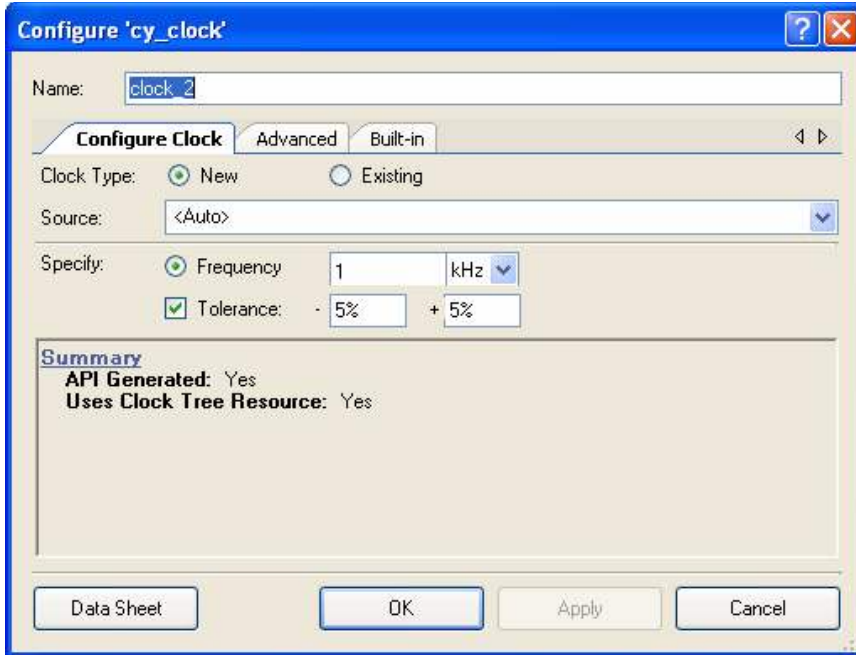 Configure 'cy_clock'
Name: clock_2
Configure Clock Advanced Built-in
Clock Type: New Existing
Source: <Auto>
Specify: Frequency 1 kHz
Tolerance: - 5% + 5%
Summary
API Generated: Yes
Uses Clock Tree Resource: Yes
Data Sheet OK Apply Cancel